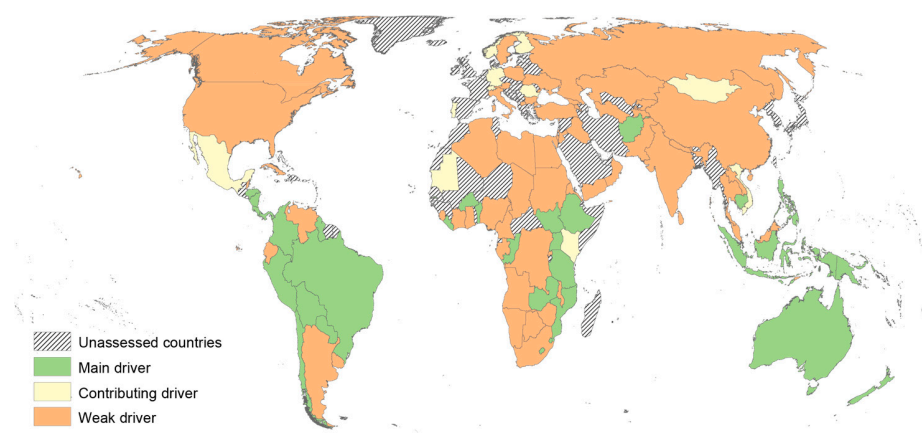 Unassessed countries
Main driver
Contributing driver
Weak driver